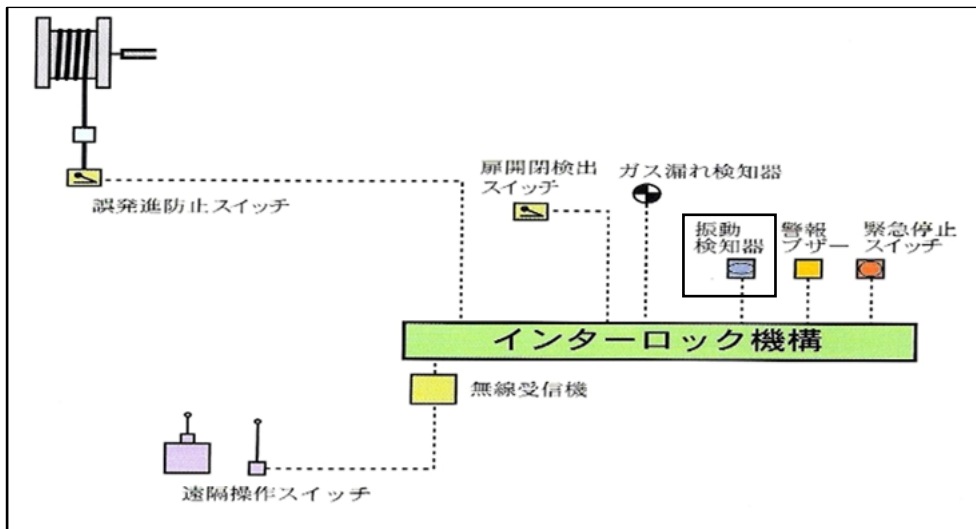 誤発進防止スイッチ
扉開閉検出
スイッチ
ガス漏れ検知器
振動
検知器
警報
ブザー
緊急停止
スイッチ
インターロック機構
無線受信機
遠隔操作スイッチ